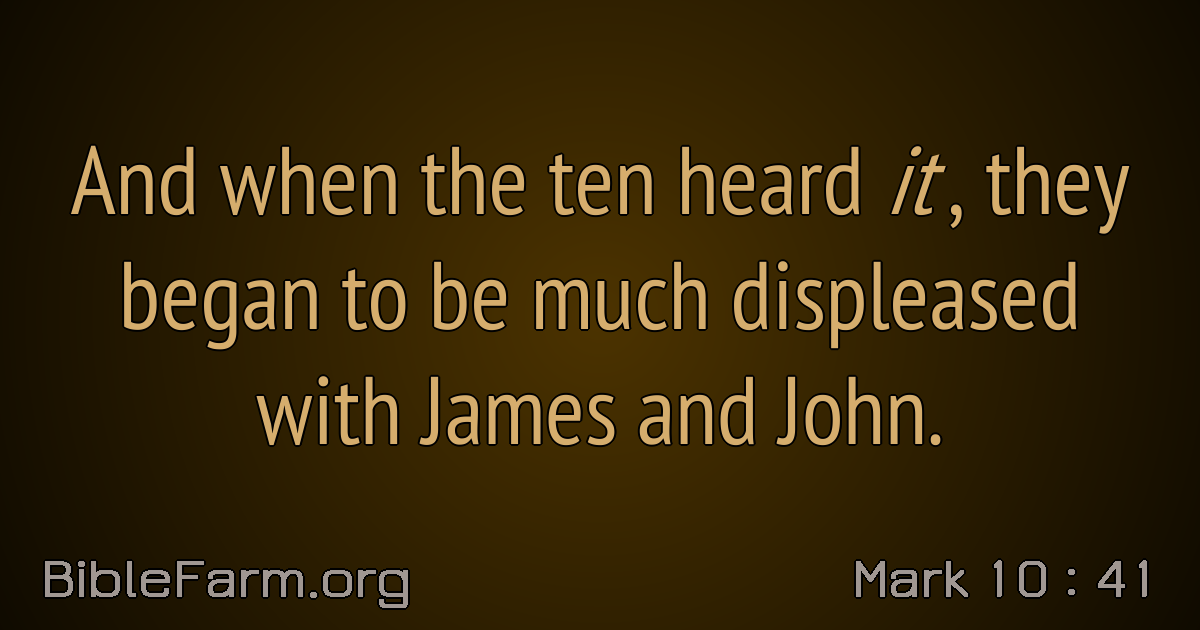 And when the ten heard it, they
began to be much displeased
with James and John.
BibleFarm.org
Mark 10 : 41